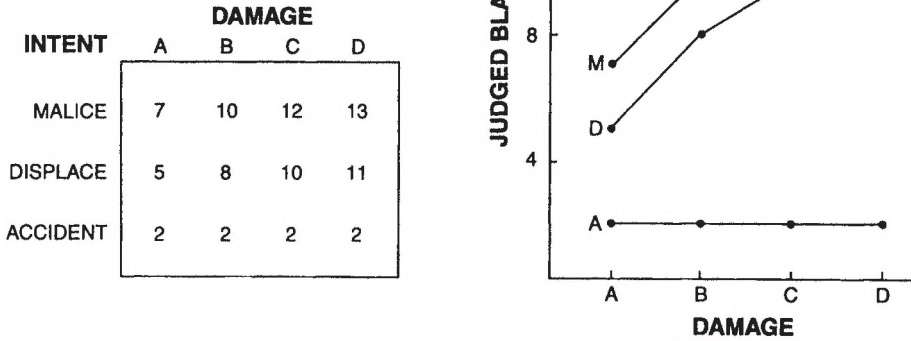 DAMAGE
INTENT A B C D
MALICE 7 10 12 13
DISPLACE 5 8 10 11
ACCIDENT 2 2 2 2
JUDGED
8
M
D
4
A
A B C D
DAMAGE